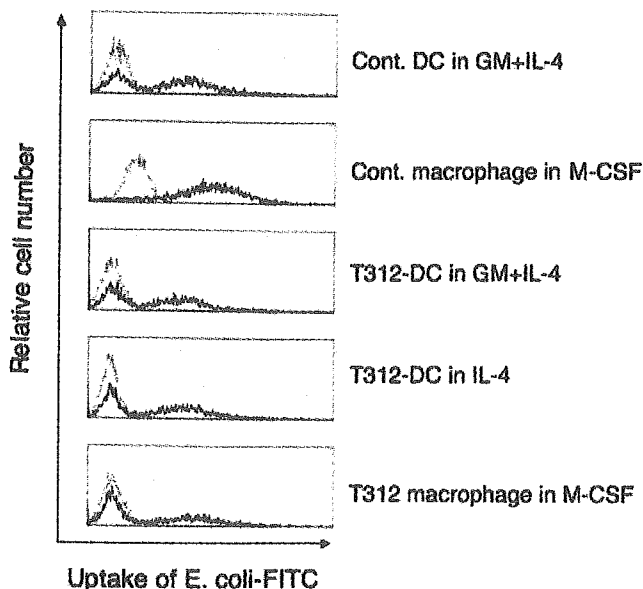 Relative cell number
Cont. DC in GM+IL-4
Cont. macrophage in M-CSF
T312-DC in GM+IL-4
T312-DC in IL-4
T312 macrophage in M-CSF
Uptake of E. coli-FITC